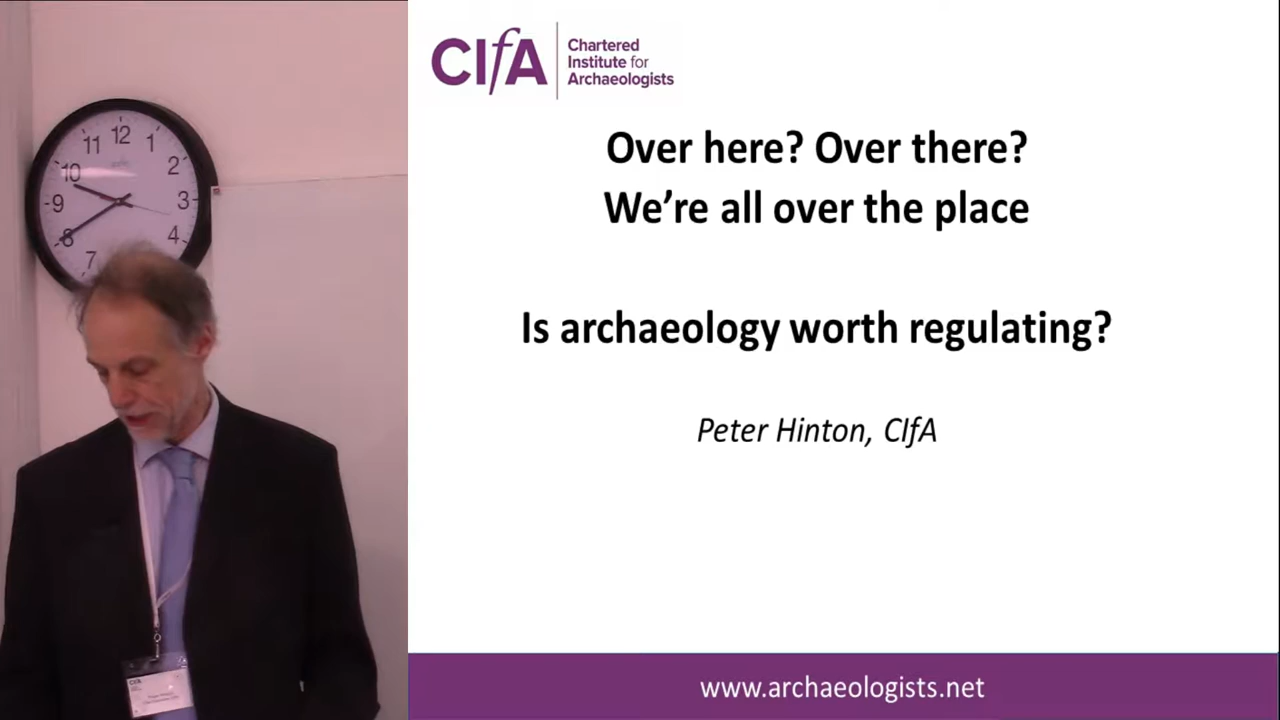 CIfA
Chartered
Institute for
Archaeologists
Over here? Over there?
We're all over the place
Is archaeology worth regulating?
Peter Hinton, CIfA
www.archaeologists.net
11 12 1
10 2
9 3
8 4
7